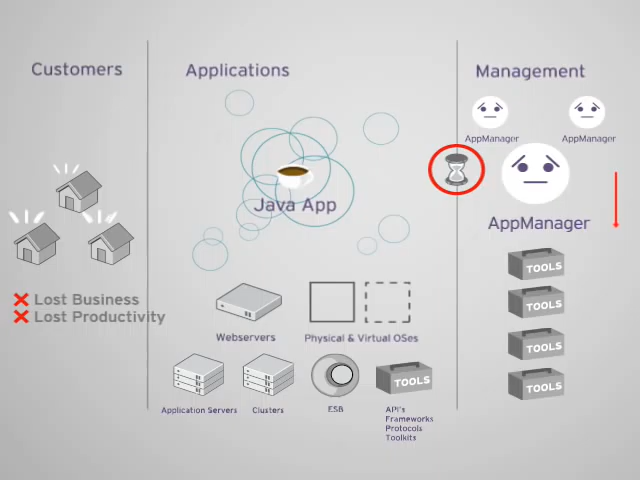 Customers
Applications
Management
AppManager
AppManager
Java App
AppManager
TOOLS
TOOLS
TOOLS
TOOLS
Lost Business
Lost Productivity
Webservers
Physical & Virtual OSes
TOOLS
Application Servers
Clusters
ESB
API's
Frameworks
Protocols
Toolkits